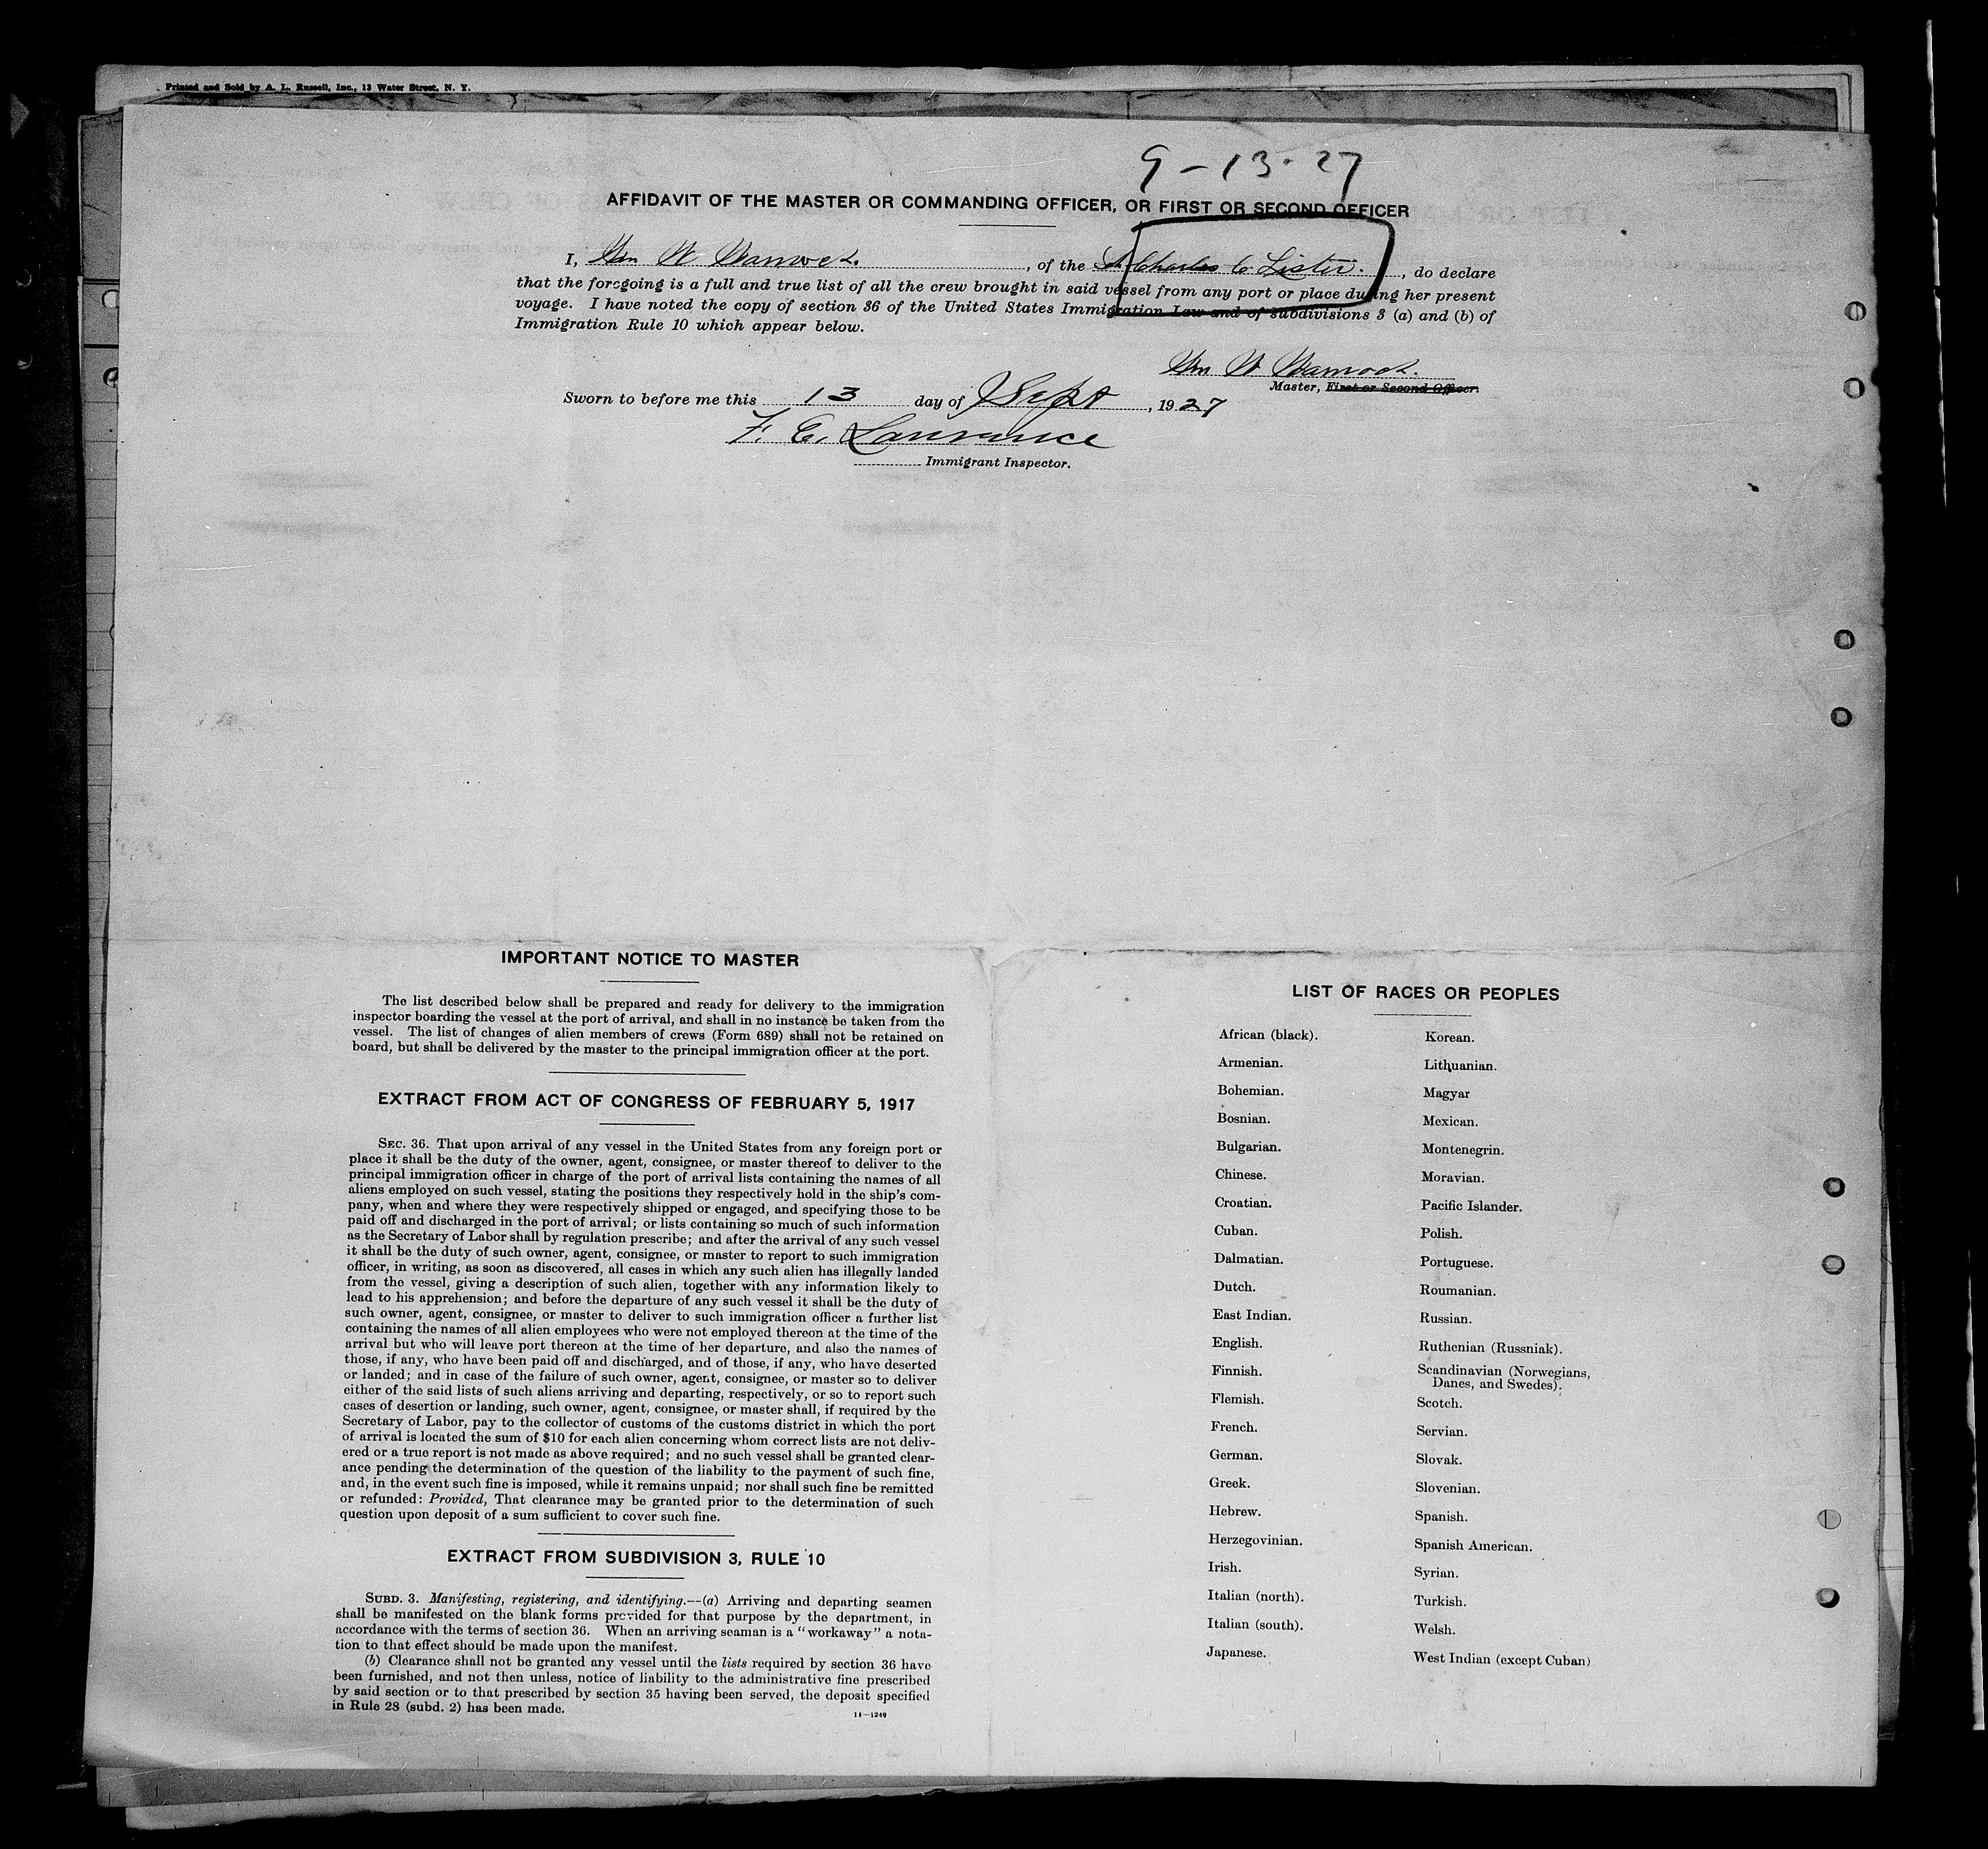 Printed and Sold by A. L. Russell, Inc., 13 Water Street, N. Y.
9-13-27
AFFIDAVIT OF THE MASTER OR COMMANDING OFFICER, OR FIRST OR SECOND OFFICER
I, Wm W Warnock., of the Charles C. Lister., do declare
that the foregoing is a full and true list of all the crew brought in said vessel from any port or place during her present
voyage. I have noted the copy of section 36 of the United States Immigration Law and of subdivisions 3 (a) and (b) of
Immigration Rule 10 which appear below.
Wm W Warnock.
Master, First or Second Officer.
Sworn to before me this 13 day of Sept, 1927
F. E. Lawrance
Immigrant Inspector.
IMPORTANT NOTICE TO MASTER
The list described below shall be prepared and ready for delivery to the immigration
inspector boarding the vessel at the port of arrival, and shall in no instance be taken from the
vessel. The list of changes of alien members of crews (Form 689) shall not be retained on
board, but shall be delivered by the master to the principal immigration officer at the port.
EXTRACT FROM ACT OF CONGRESS OF FEBRUARY 5, 1917
SEC. 36. That upon arrival of any vessel in the United States from any foreign port or
place it shall be the duty of the owner, agent, consignee, or master thereof to deliver to the
principal immigration officer in charge of the port of arrival lists containing the names of all
aliens employed on such vessel, stating the positions they respectively hold in the ship's com-
pany, when and where they were respectively shipped or engaged, and specifying those to be
paid off and discharged in the port of arrival; or lists containing so much of such information
as the Secretary of Labor shall by regulation prescribe; and after the arrival of any such vessel
it shall be the duty of such owner, agent, consignee, or master to report to such immigration
officer, in writing, as soon as discovered, all cases in which any such alien has illegally landed
from the vessel, giving a description of such alien, together with any information likely to
lead to his apprehension; and before the departure of any such vessel it shall be the duty of
such owner, agent, consignee, or master to deliver to such immigration officer a further list
containing the names of all alien employees who were not employed thereon at the time of the
arrival but who will leave port thereon at the time of her departure, and also the names of
those, if any, who have been paid off and discharged, and of those, if any, who have deserted
or landed; and in case of the failure of such owner, agent, consignee, or master so to deliver
either of the said lists of such aliens arriving and departing, respectively, or so to report such
cases of desertion or landing, such owner, agent, consignee, or master shall, if required by the
Secretary of Labor, pay to the collector of customs of the customs district in which the port
of arrival is located the sum of $10 for each alien concerning whom correct lists are not deliv-
ered or a true report is not made as above required; and no such vessel shall be granted clear-
ance pending the determination of the question of the liability to the payment of such fine,
and, in the event such fine is imposed, while it remains unpaid; nor shall such fine be remitted
or refunded: Provided, That clearance may be granted prior to the determination of such
question upon deposit of a sum sufficient to cover such fine.
EXTRACT FROM SUBDIVISION 3, RULE 10
SUBD. 3. Manifesting, registering, and identifying.--(a) Arriving and departing seamen
shall be manifested on the blank forms provided for that purpose by the department, in
accordance with the terms of section 36. When an arriving seaman is a "workaway" a nota-
tion to that effect should be made upon the manifest.
(b) Clearance shall not be granted any vessel until the lists required by section 36 have
been furnished, and not then unless, notice of liability to the administrative fine prescribed
by said section or to that prescribed by section 35 having been served, the deposit specified
in Rule 28 (subd. 2) has been made.
14-1240
LIST OF RACES OR PEOPLES
African (black).
Armenian.
Bohemian.
Bosnian.
Bulgarian.
Chinese.
Croatian.
Cuban.
Dalmatian.
Dutch.
East Indian.
English.
Finnish.
Flemish.
French.
German.
Greek.
Hebrew.
Herzegovinian.
Irish.
Italian (north).
Italian (south).
Japanese.
Korean.
Lithuanian.
Magyar
Mexican.
Montenegrin.
Moravian.
Pacific Islander.
Polish.
Portuguese.
Roumanian.
Russian.
Ruthenian (Russniak).
Scandinavian (Norwegians,
Danes, and Swedes).
Scotch.
Servian.
Slovak.
Slovenian.
Spanish.
Spanish American.
Syrian.
Turkish.
Welsh.
West Indian (except Cuban)